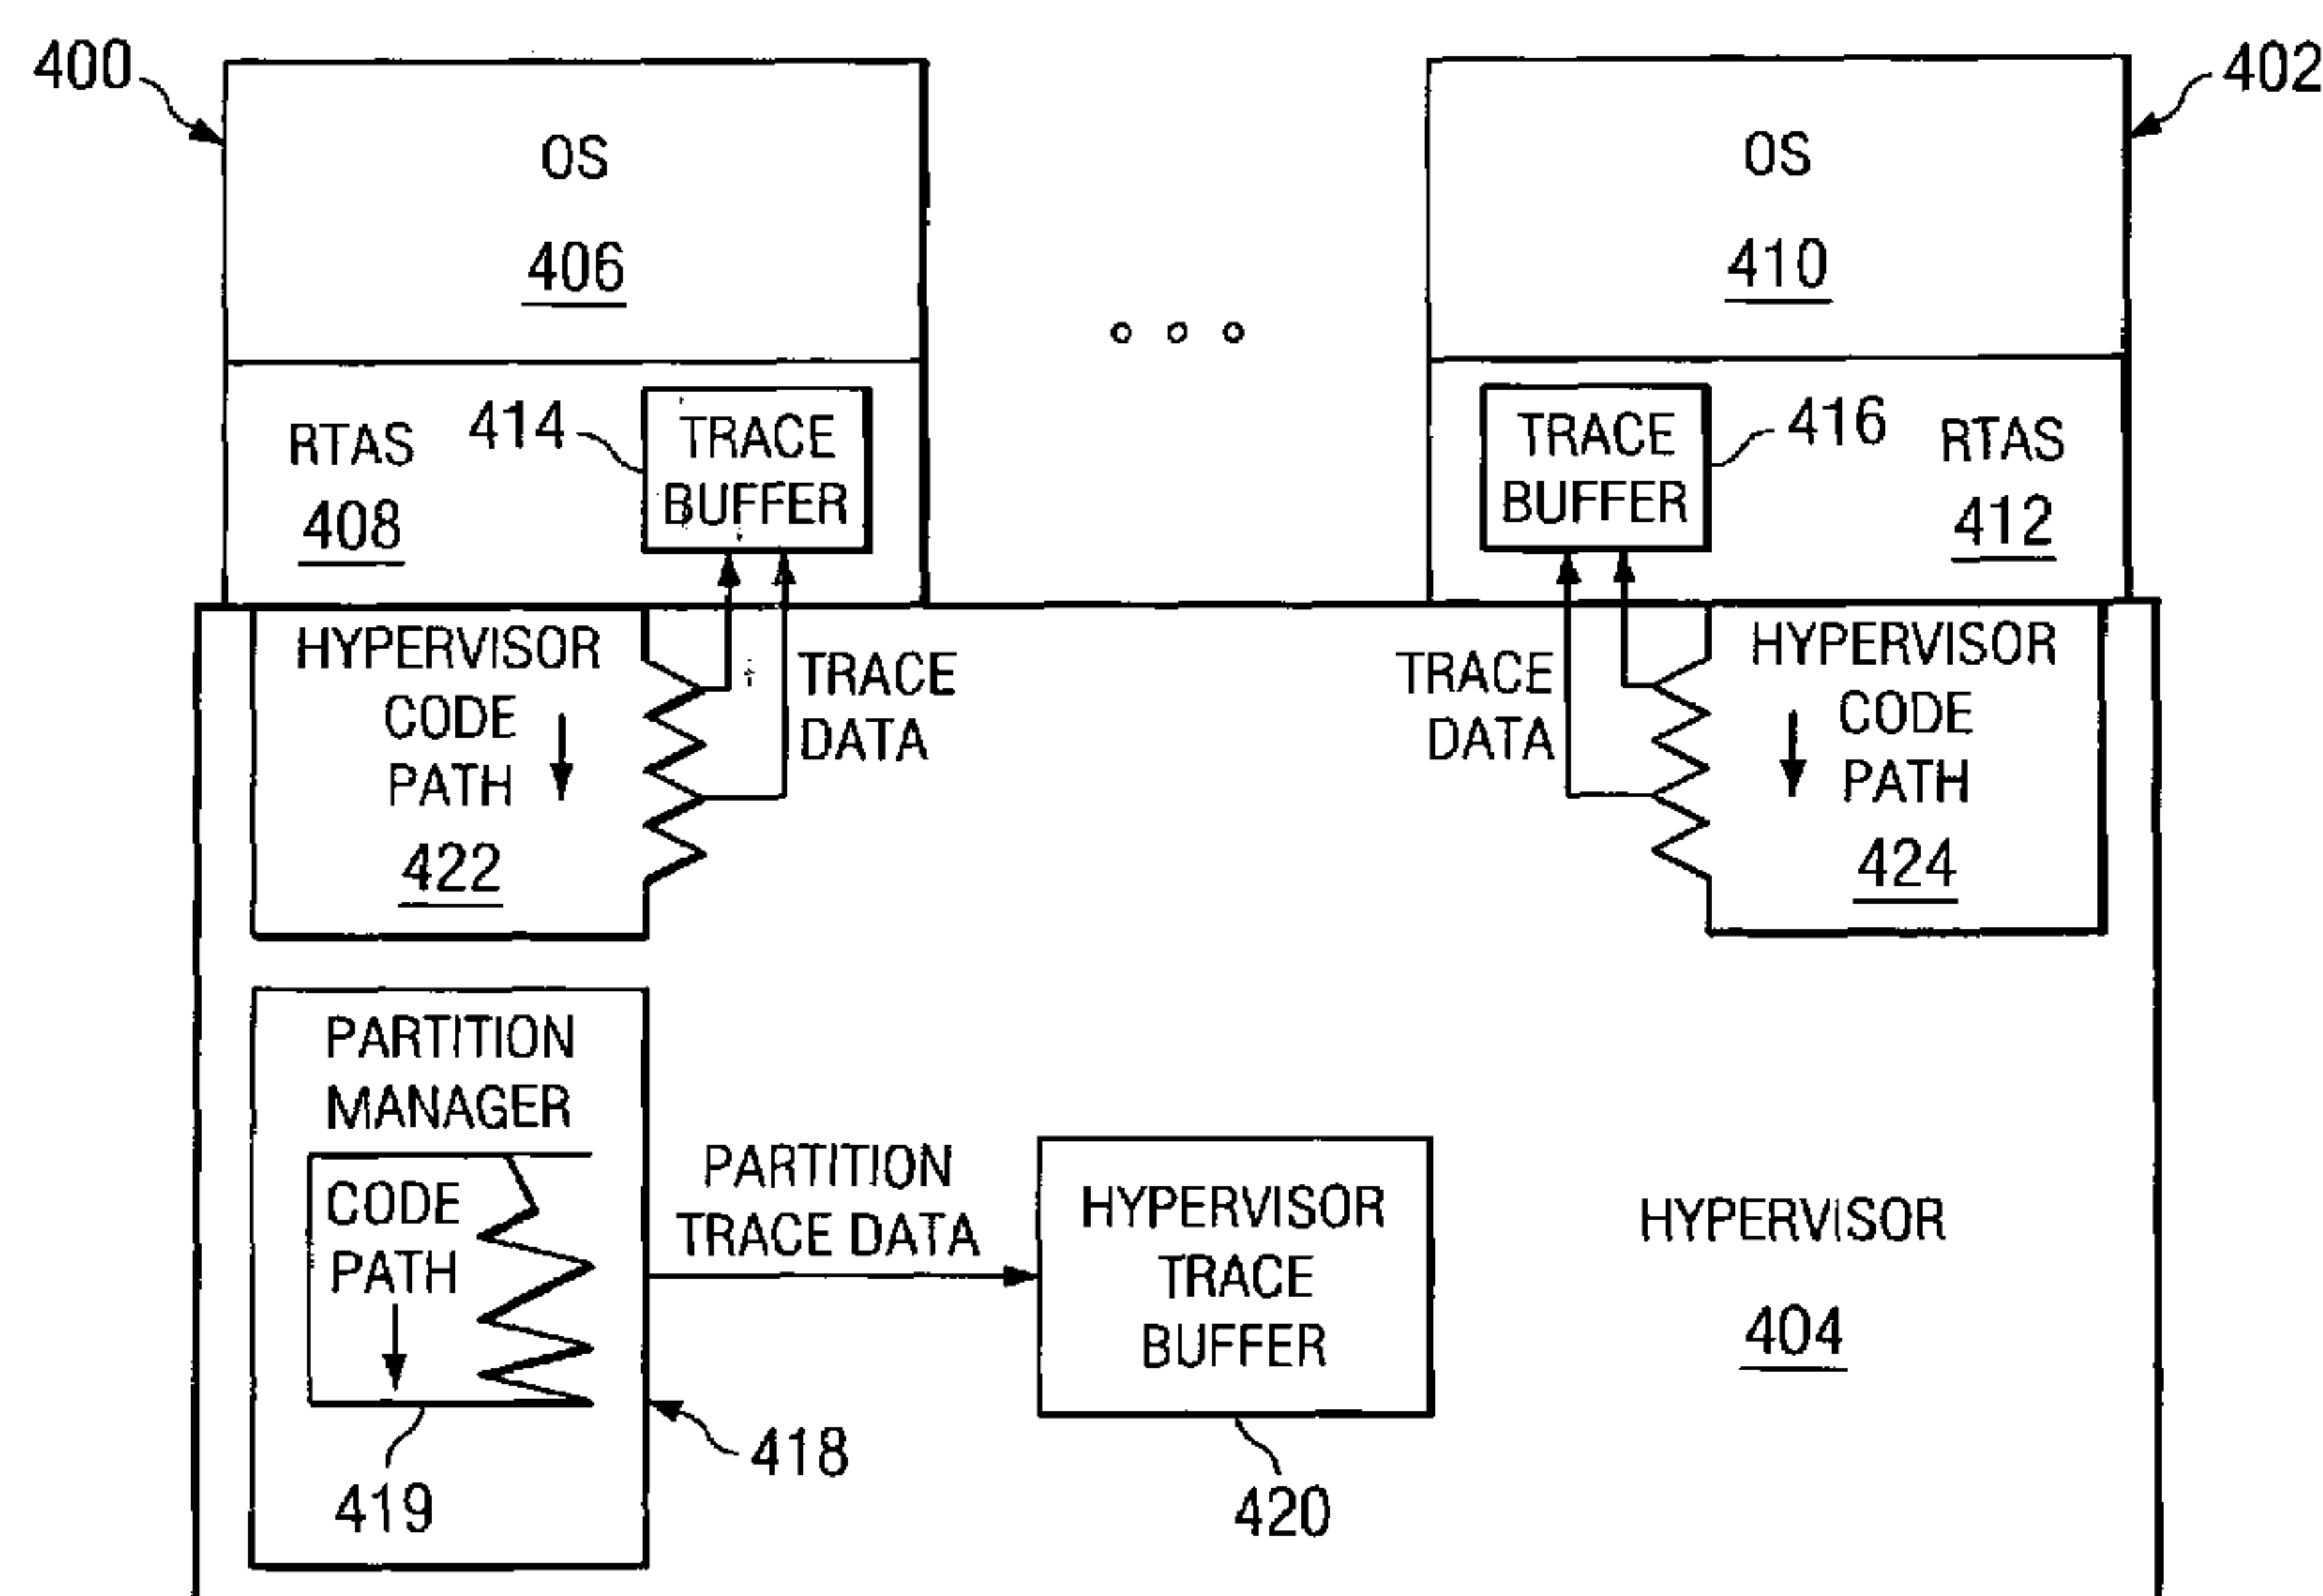 400
402
OS
406
OS
410
RTAS
408
414
TRACE
BUFFER
TRACE
BUFFER
416
RTAS
412
HYPERVISOR
CODE
PATH
422
TRACE
DATA
TRACE
DATA
HYPERVISOR
CODE
PATH
424
PARTITION
MANAGER
CODE
PATH
419
418
PARTITION
TRACE DATA
HYPERVISOR
TRACE
BUFFER
420
HYPERVISOR
404